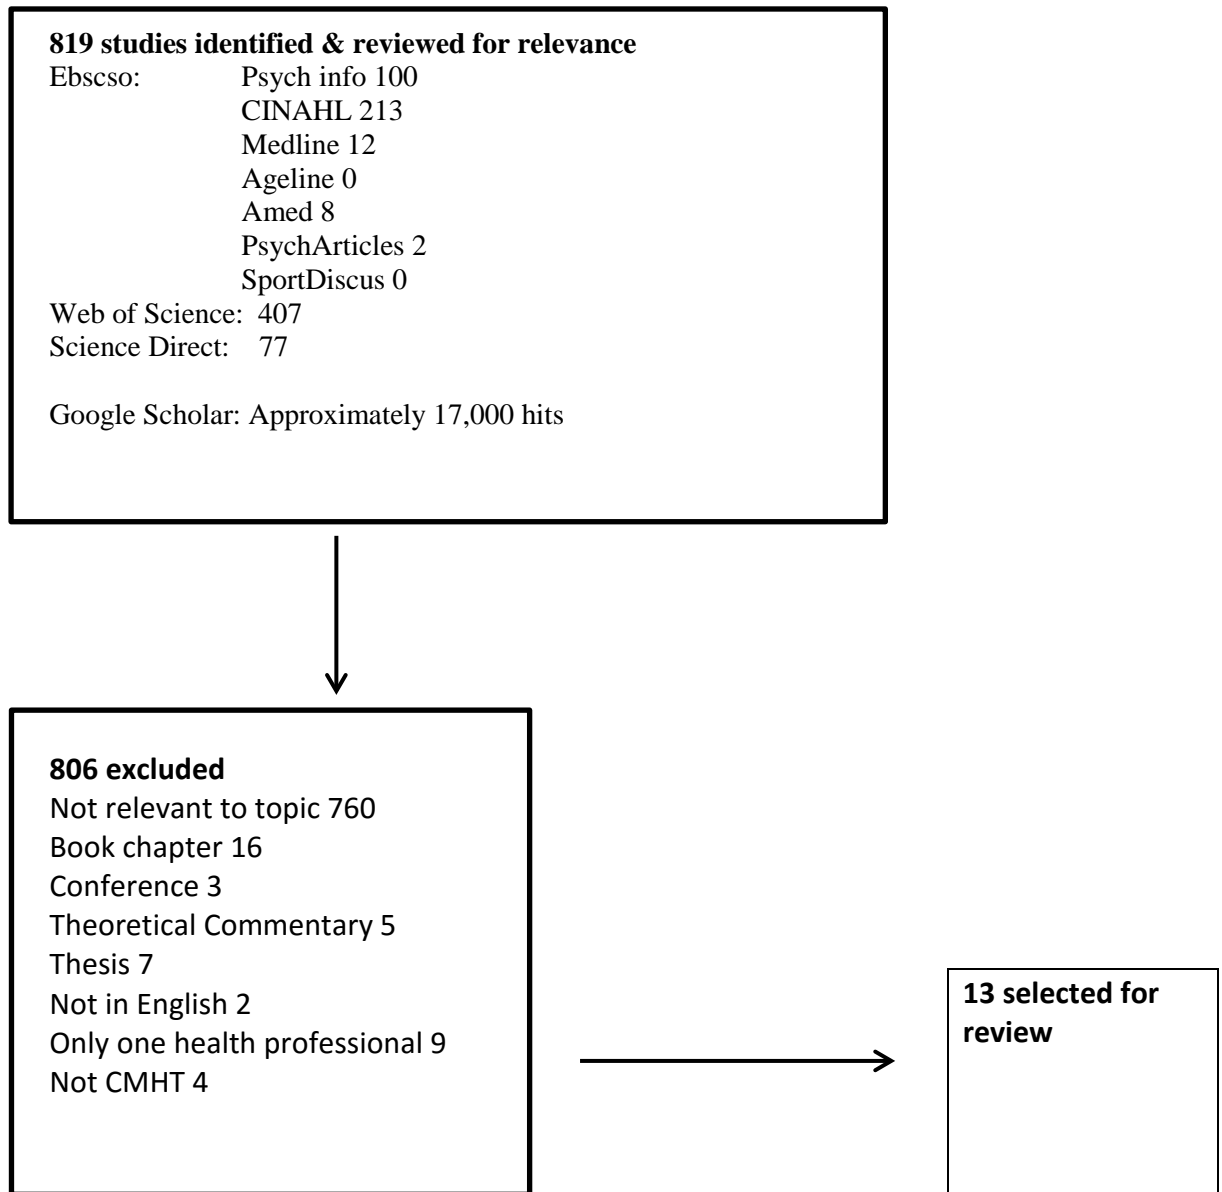 819 studies identified & reviewed for relevance
Ebscso: Psych info 100
CINAHL 213
Medline 12
Ageline 0
Amed 8
PsychArticles 2
SportDiscus 0
Web of Science: 407
Science Direct: 77
Google Scholar: Approximately 17,000 hits
806 excluded
Not relevant to topic 760
Book chapter 16
Conference 3
Theoretical Commentary 5
Thesis 7
Not in English 2
Only one health professional 9
Not CMHT 4
13 selected for
review